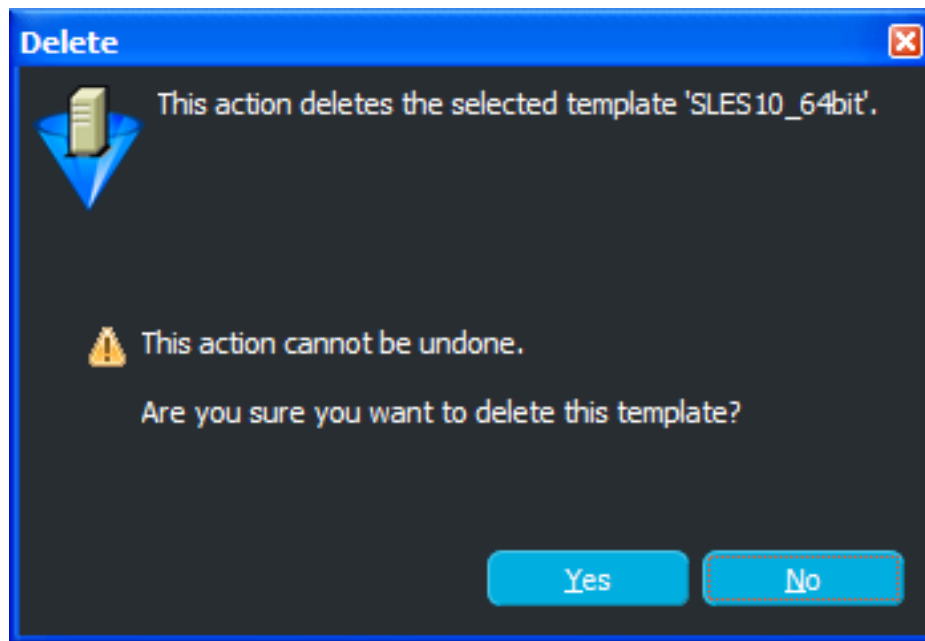 Delete
This action deletes the selected template 'SLES10_64bit'.
This action cannot be undone.
Are you sure you want to delete this template?
Yes
No